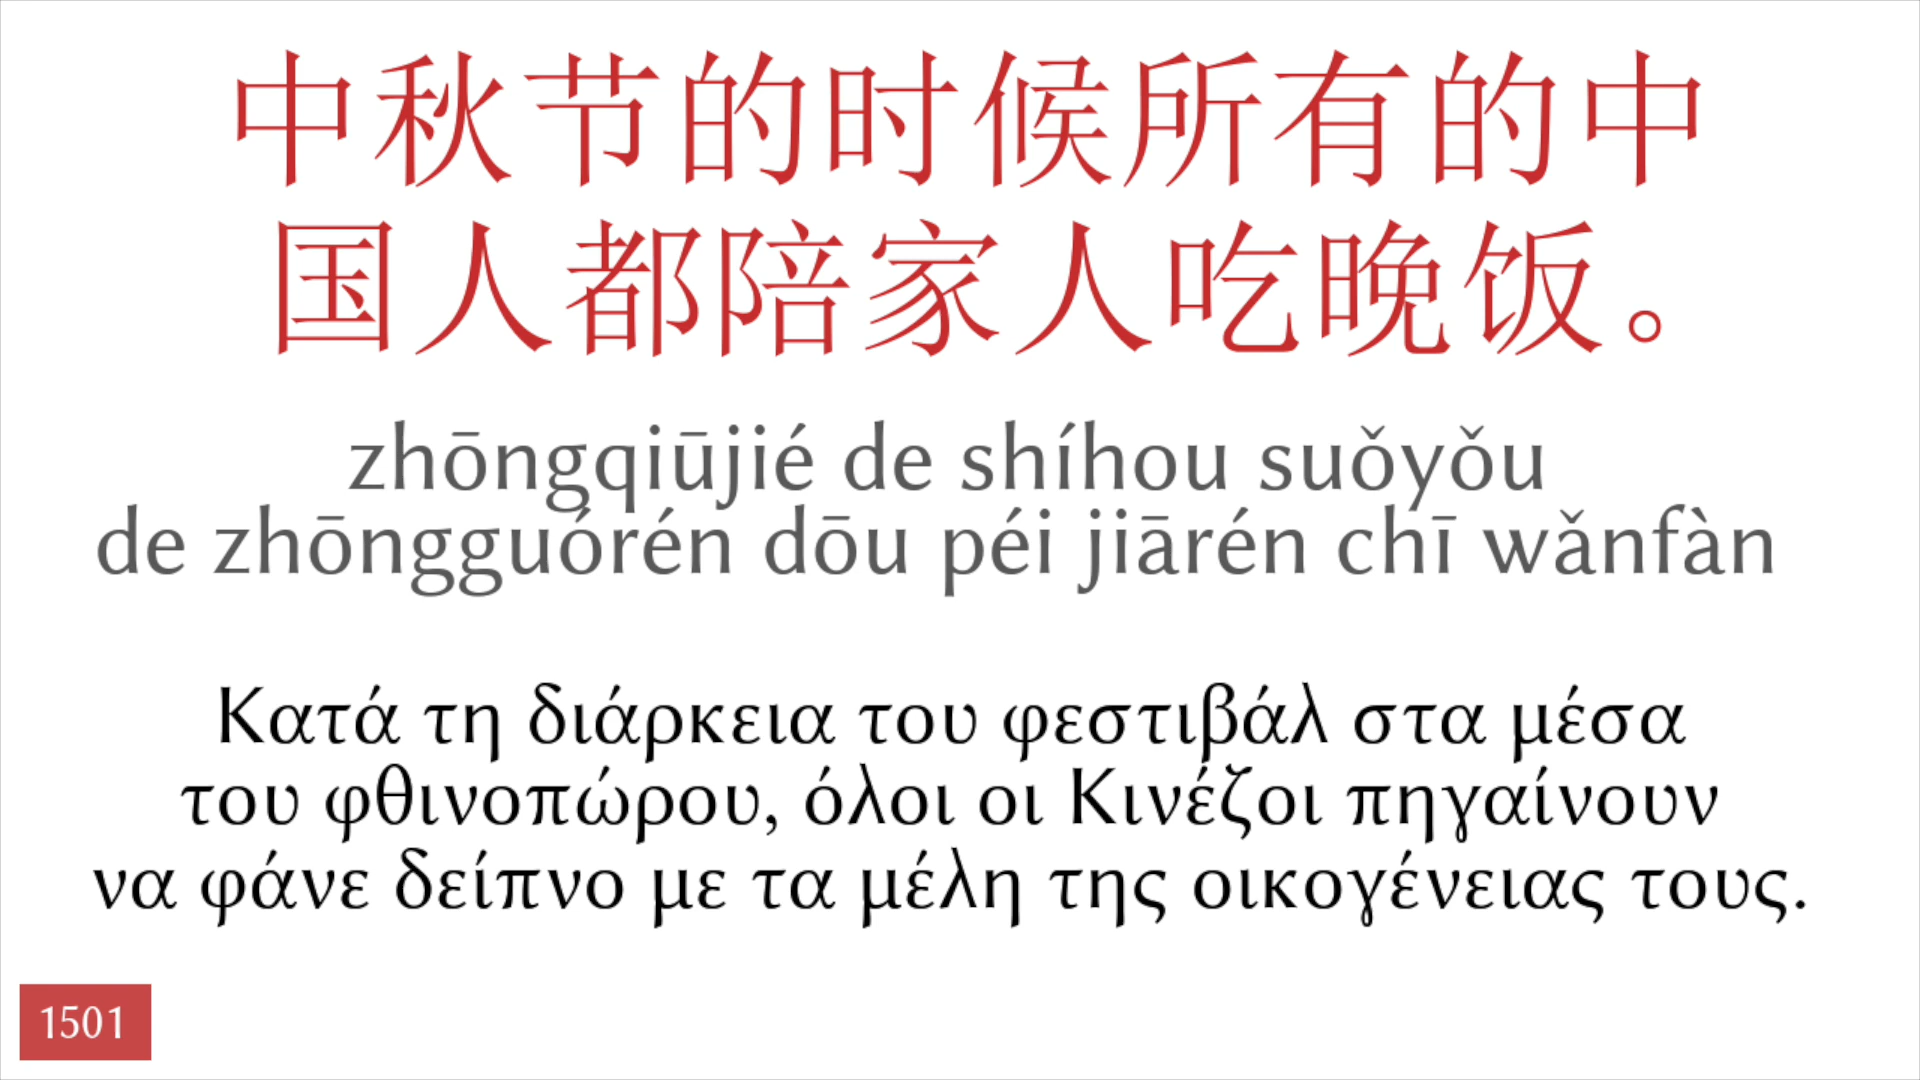 中秋节的时候所有的中
国人都陪家人吃晚饭。
zhōngqiūjié de shíhou suǒyǒu
de zhōngguórén dōu péi jiārén chī wǎnfàn
Κατά τη διάρκεια του φεστιβάλ στα μέσα
του φθινοπώρου, όλοι οι Κινέζοι πηγαίνουν
να φάνε δείπνο με τα μέλη της οικογένειας τους.
1501